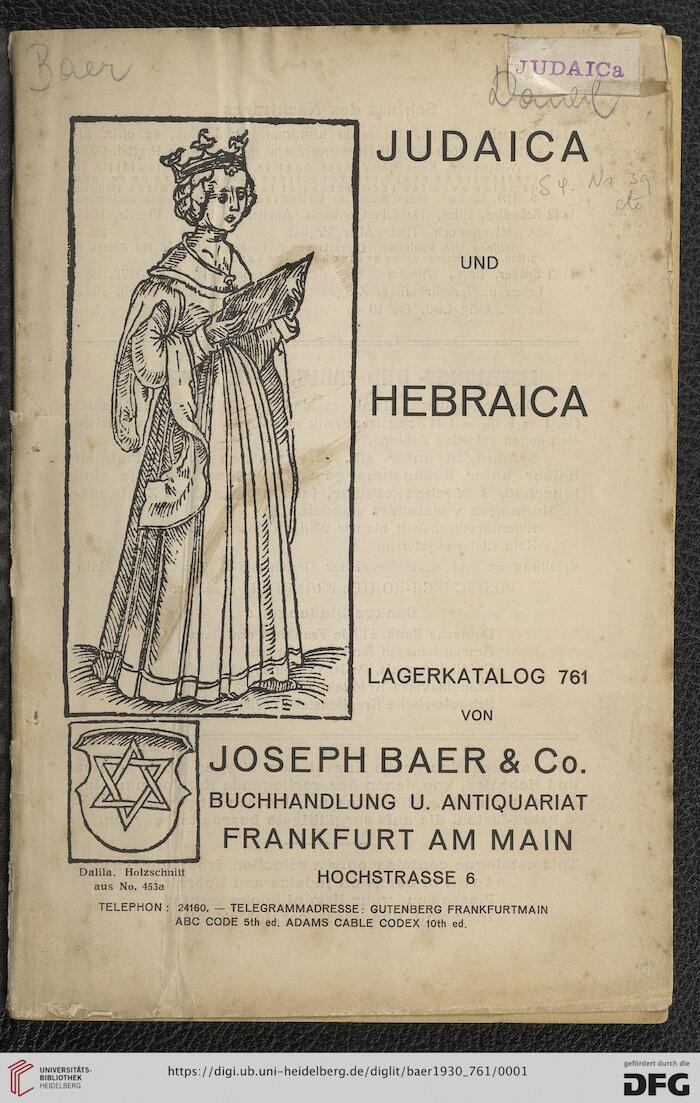 Baer
JUDAICa
JUDAICA
UND
HEBRAICA
LAGERKATALOG 761
VON
JOSEPH BAER & Co.
BUCHHANDLUNG U. ANTIQUARIAT
FRANKFURT AM MAIN
HOCHSTRASSE 6
Dalila. Holzschnitt
aus No. 453a
TELEPHON: 24160. — TELEGRAMMADRESSE: GUTENBERG FRANKFURTMAIN
ABC CODE 5th ed. ADAMS CABLE CODEX 10th ed.
UNIVERSITÄTS-
BIBLIOTHEK
HEIDELBERG
https://digi.ub.uni-heidelberg.de/diglit/baer1930_761/0001
gefördert durch die
DFG